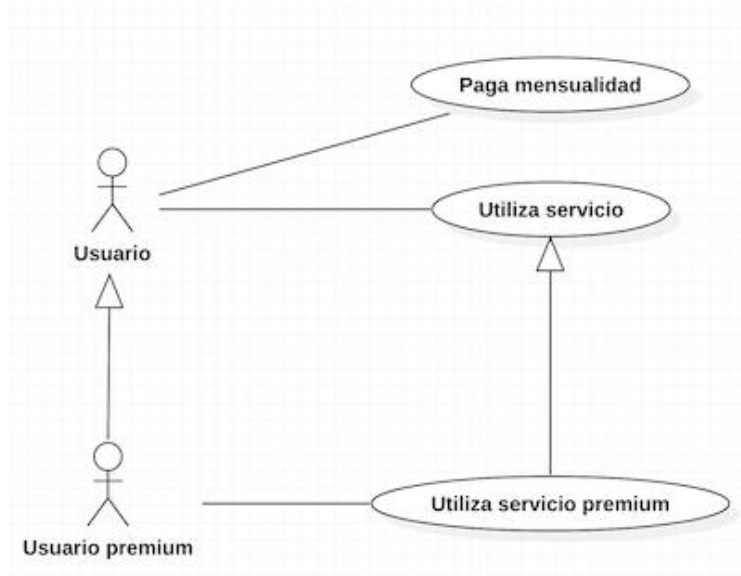 Paga mensualidad
Utiliza servicio
Usuario
Utiliza servicio premium
Usuario premium